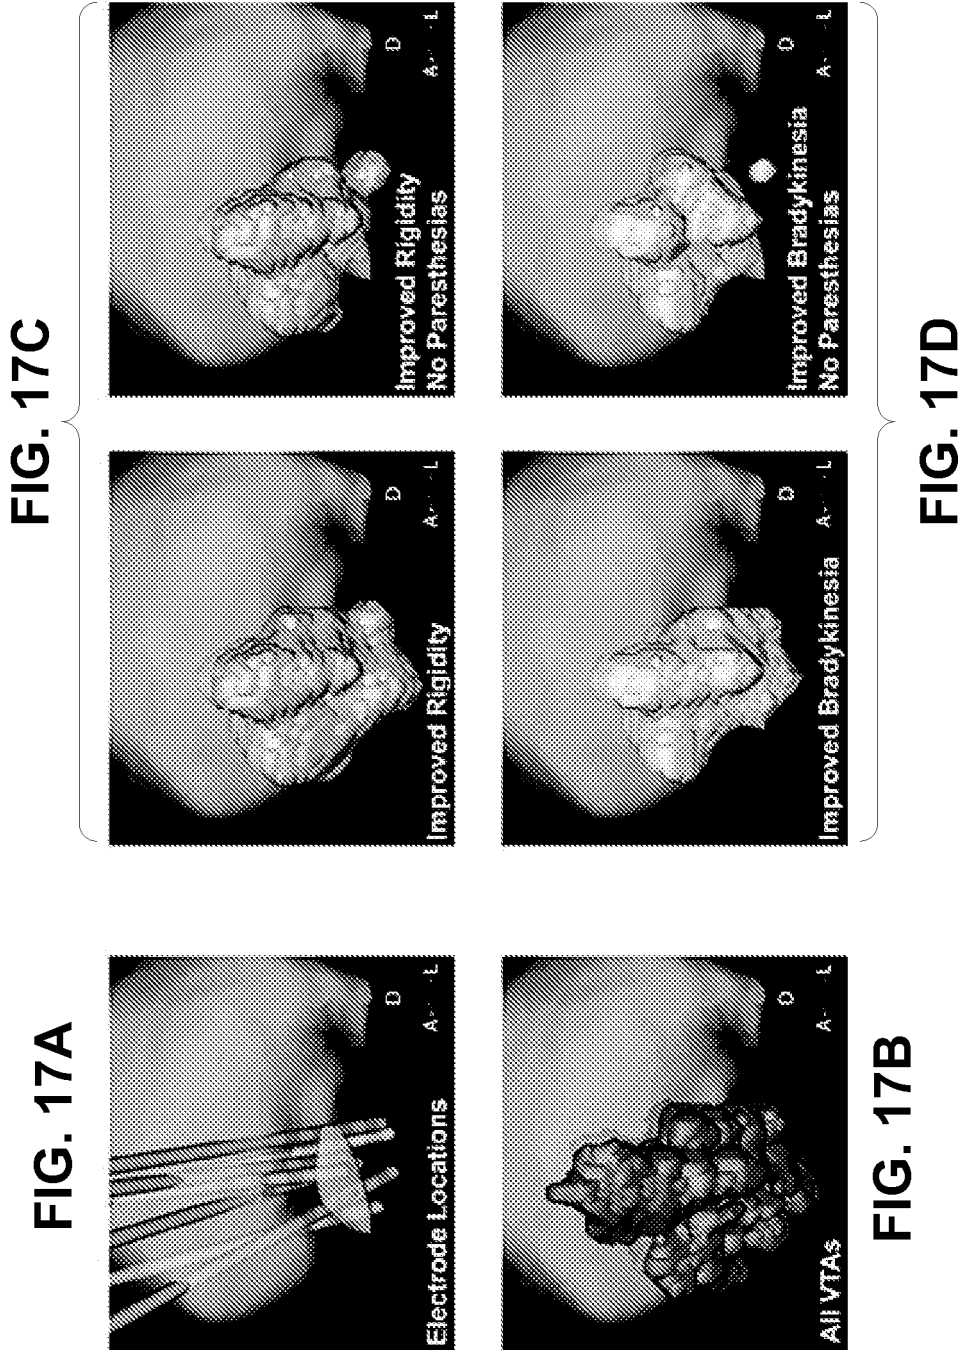 FIG. 17A
Electrode Locations
D
A
L
FIG. 17B
All VTAs
D
A
L
FIG. 17C
Improved Rigidity
D
A
L
Improved Rigidity
No Paresthesias
D
A
L
FIG. 17D
Improved Bradykinesia
D
A
L
Improved Bradykinesia
No Paresthesias
D
A
L